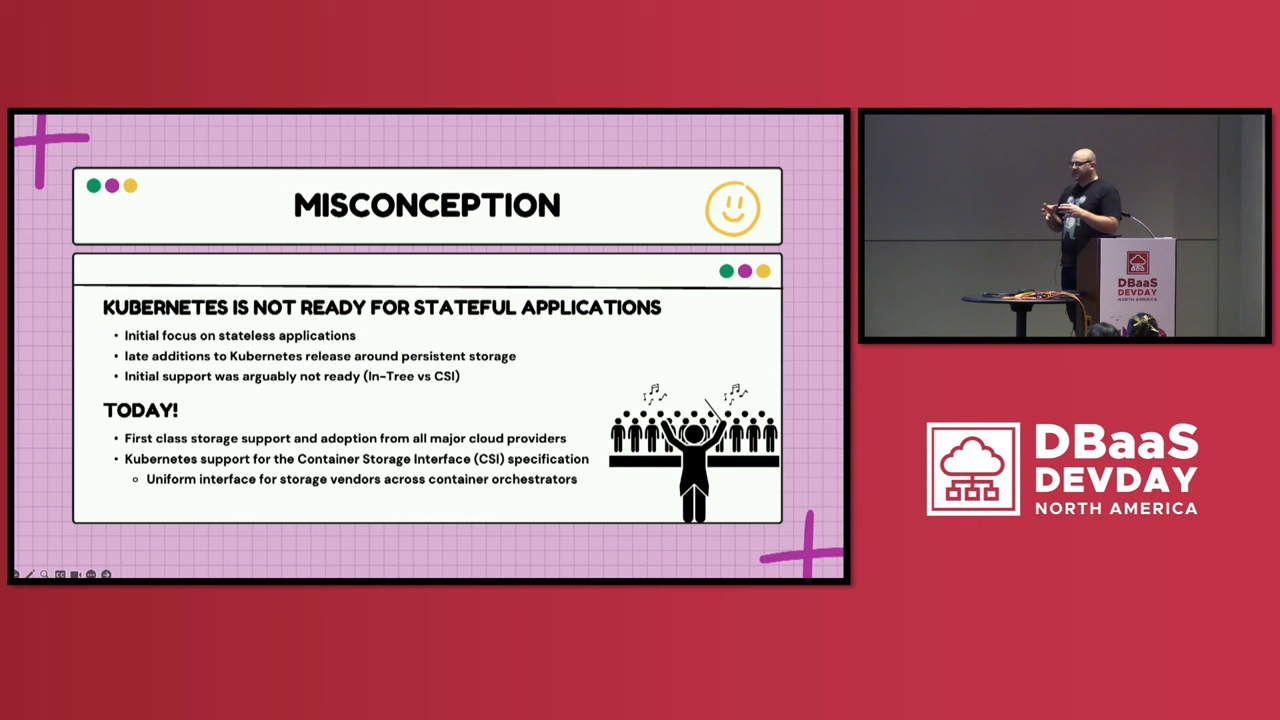 MISCONCEPTION
KUBERNETES IS NOT READY FOR STATEFUL APPLICATIONS
• Initial focus on stateless applications
• late additions to Kubernetes release around persistent storage
• Initial support was arguably not ready (In-Tree vs CSI)
TODAY!
• First class storage support and adoption from all major cloud providers
• Kubernetes support for the Container Storage Interface (CSI) specification
○ Uniform interface for storage vendors across container orchestrators
DBaaS
DEVDAY
NORTH AMERICA
DBaaS
DEVDAY
NORTH AMERICA